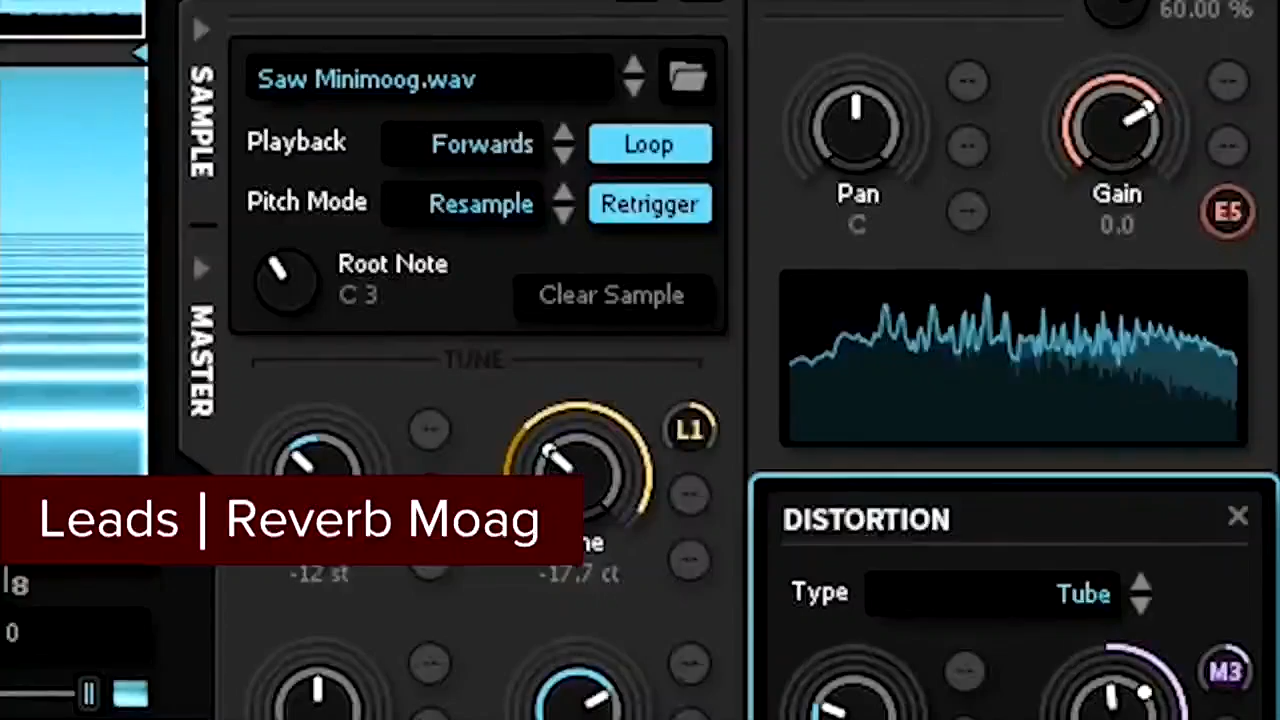 SAMPLE
MASTER
Saw Minimoog.wav
Playback Forwards Loop
Pitch Mode Resample Retrigger
Root Note
C 3
Clear Sample
TUNE
L1
-12 st
-17.7 ct
Leads | Reverb Moag
0
60.00 %
Pan
C
Gain
0.0
E5
DISTORTION
Type Tube
M3